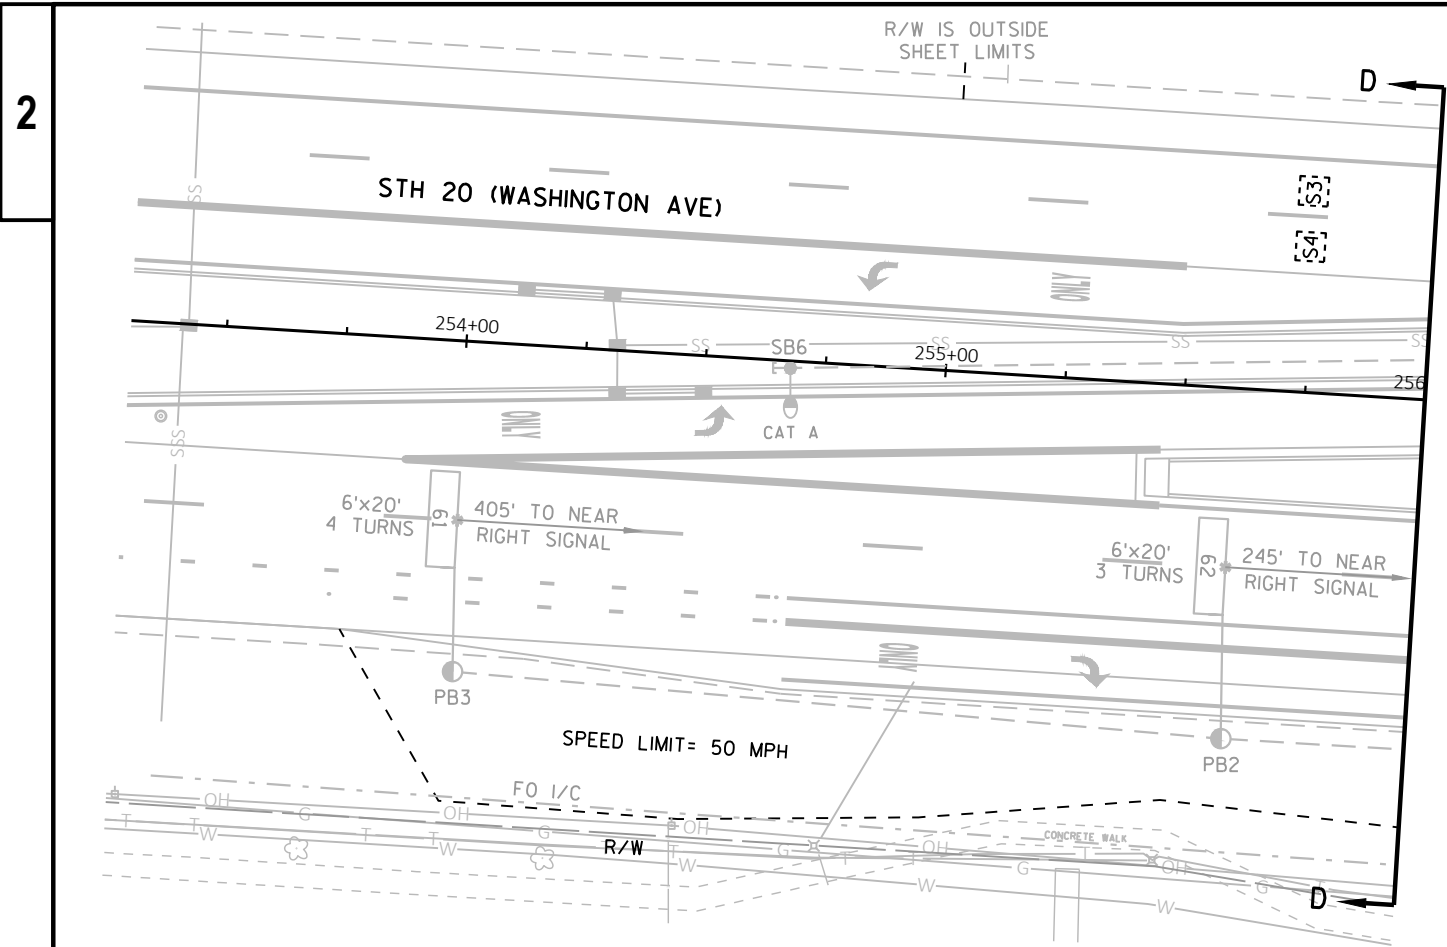 2
R/W IS OUTSIDE
SHEET LIMITS
D
SS
STH 20 (WASHINGTON AVE)
S3
S4
ONLY
254+00
SS
SB6
SS
255+00
SS
SS
256
ONLY
CAT A
SSS
6'x20'
4 TURNS
61
405' TO NEAR
RIGHT SIGNAL
6'x20'
3 TURNS
62
245' TO NEAR
RIGHT SIGNAL
ONLY
PB3
SPEED LIMIT= 50 MPH
PB2
FO I/C
OH
G
OH
G
OH
CONCRETE WALK
T
T
W
T
T
W
R/W
T
W
G
T
OH
T
W
G
T
OH
W
G
T
D